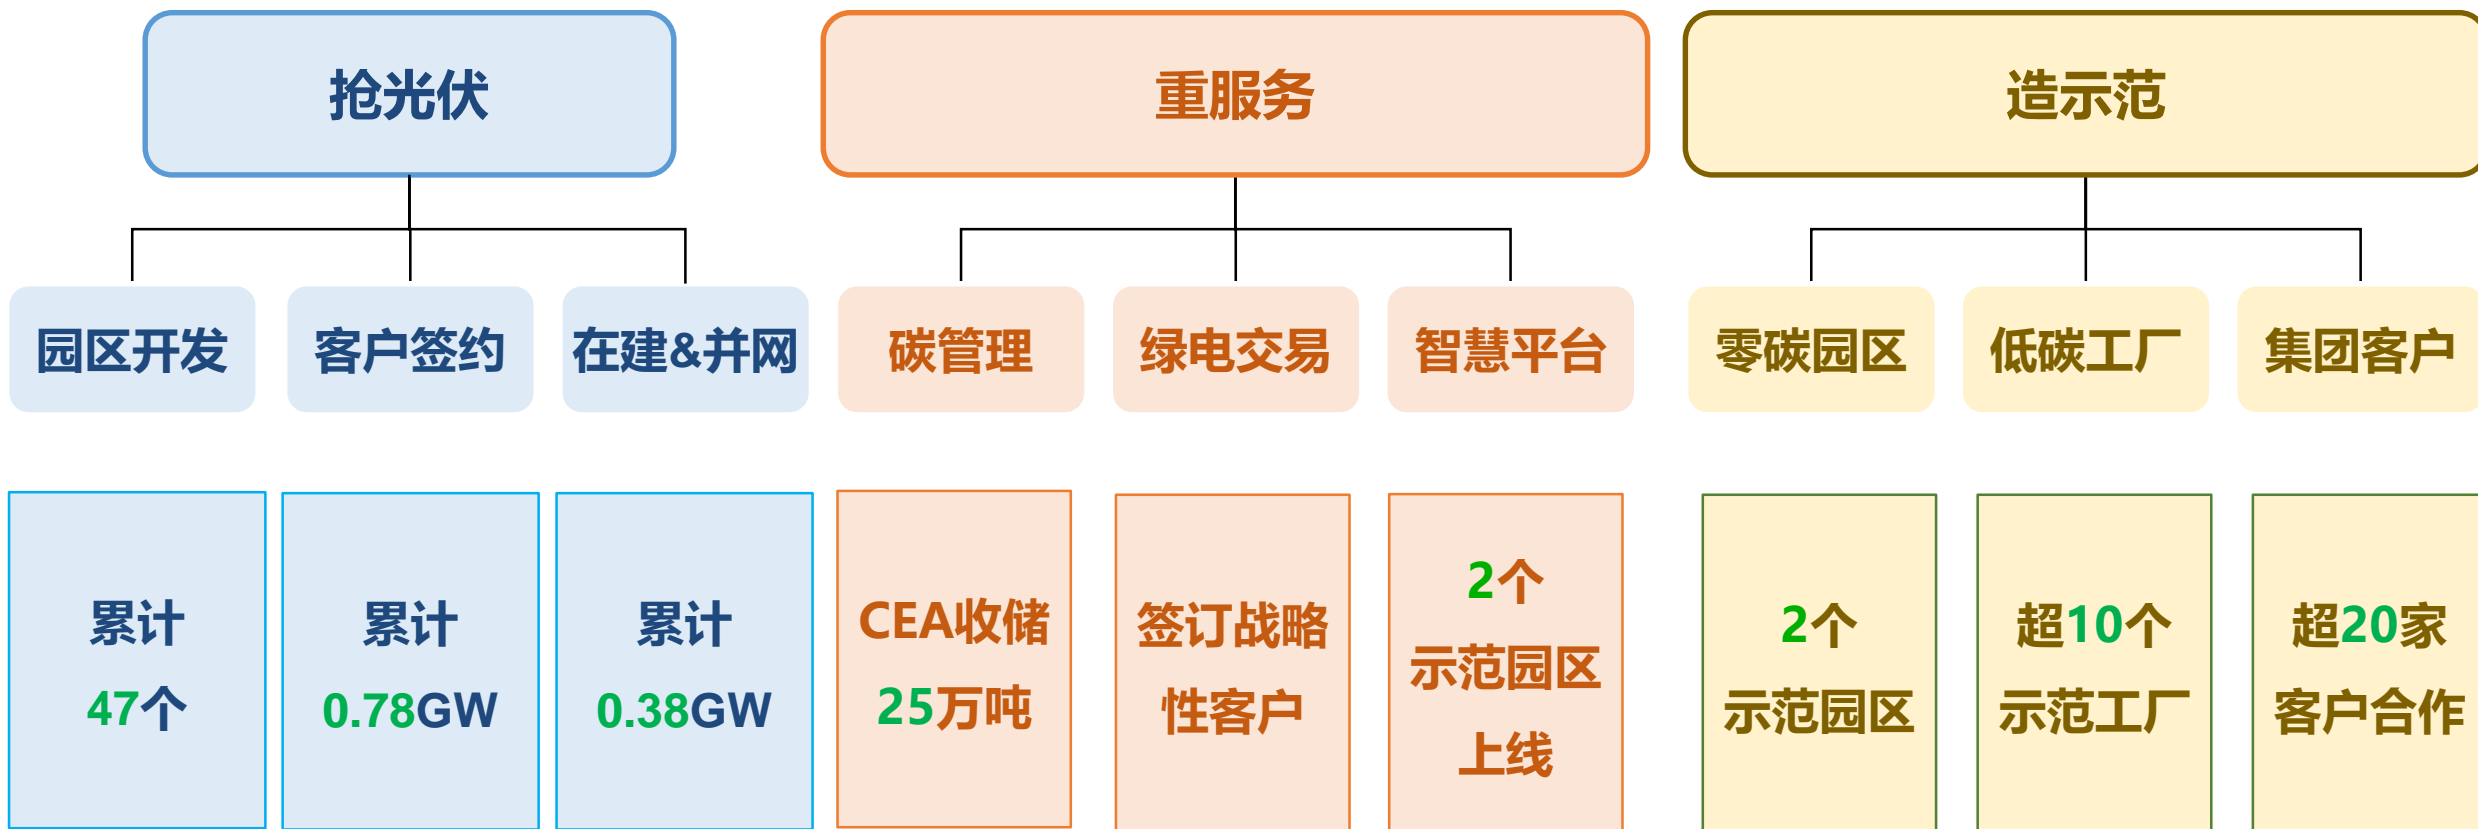 抢光伏
重服务
造示范
园区开发
客户签约
在建&并网
碳管理
绿电交易
智慧平台
零碳园区
低碳工厂
集团客户
累计
47个
累计
0.78GW
累计
0.38GW
CEA收储
25万吨
签订战略
性客户
2个
示范园区
上线
2个
示范园区
超10个
示范工厂
超20家
客户合作